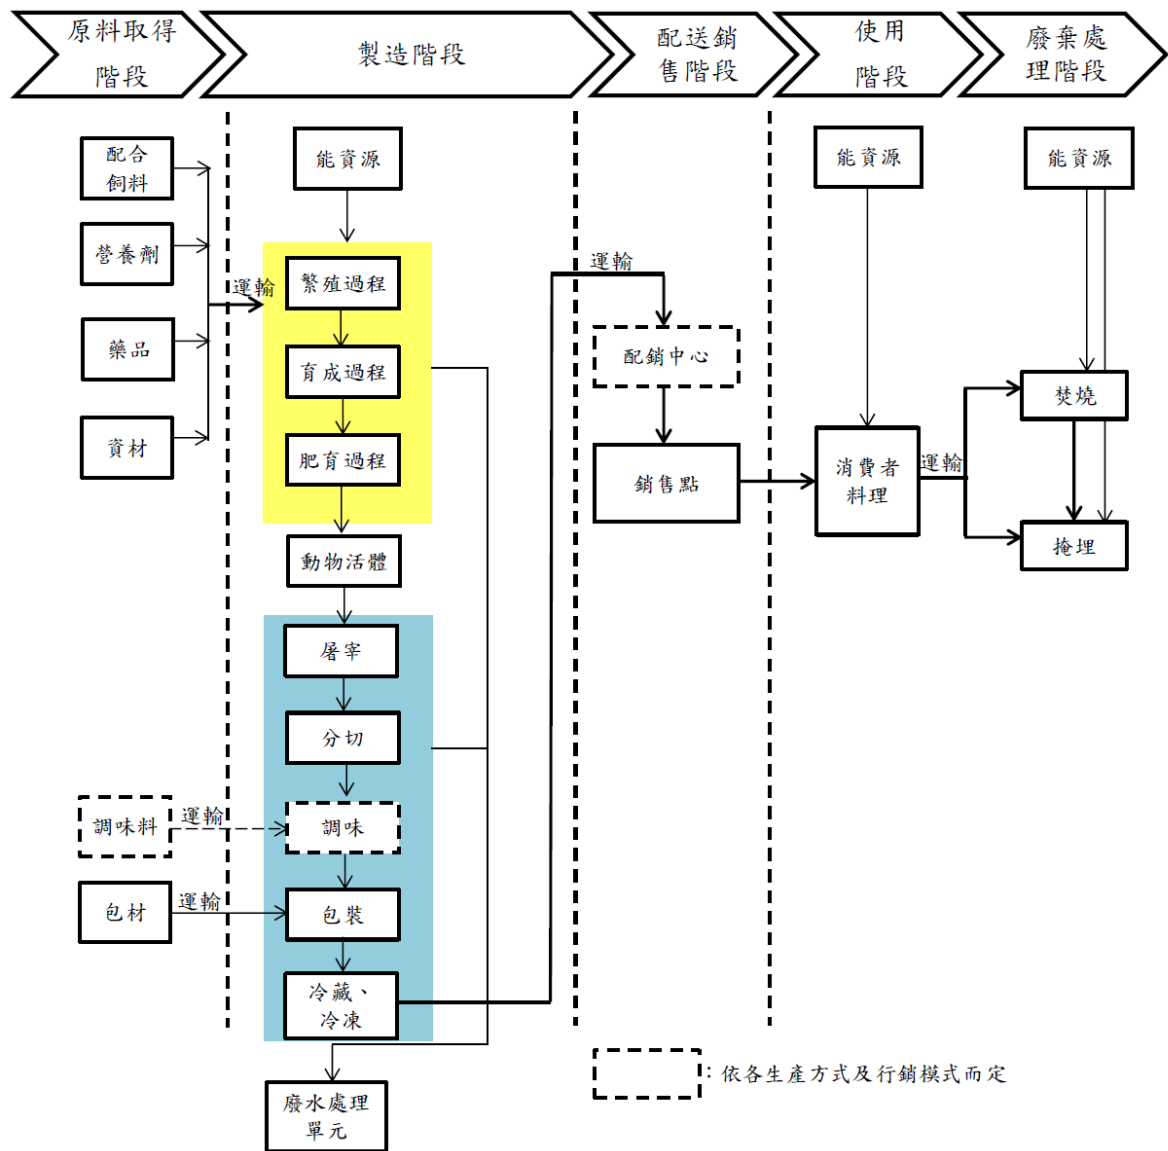 原料取得
階段
製造階段
配送銷
售階段
使用
階段
廢棄處
理階段
配合
飼料
營養劑
藥品
資材
運輸
能資源
繁殖過程
育成過程
肥育過程
動物活體
屠宰
分切
調味料
運輸
調味
包材
運輸
包裝
冷藏、
冷凍
廢水處理
單元
運輸
配銷中心
銷售點
能資源
消費者
料理
運輸
能資源
焚燒
掩埋
：依各生產方式及行銷模式而定